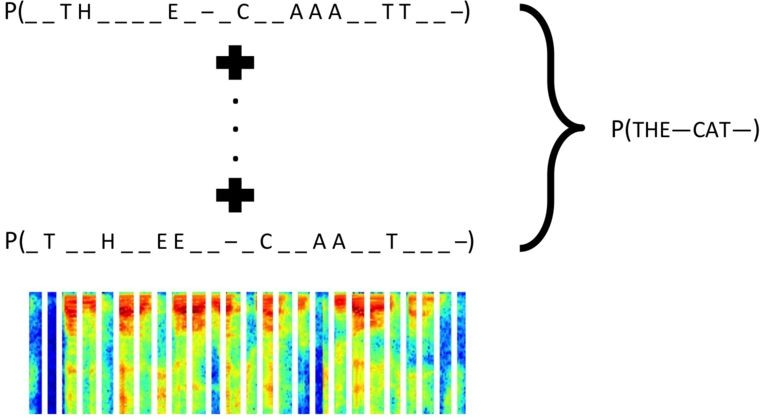 P(_ _ T H _ _ _ _ E _ – _ C _ _ A A A _ _ T T _ _ –)
P(THE—CAT—)
P(_ T _ _ H _ _ E E _ _ – _ C _ _ A A _ _ T _ _ _ –)